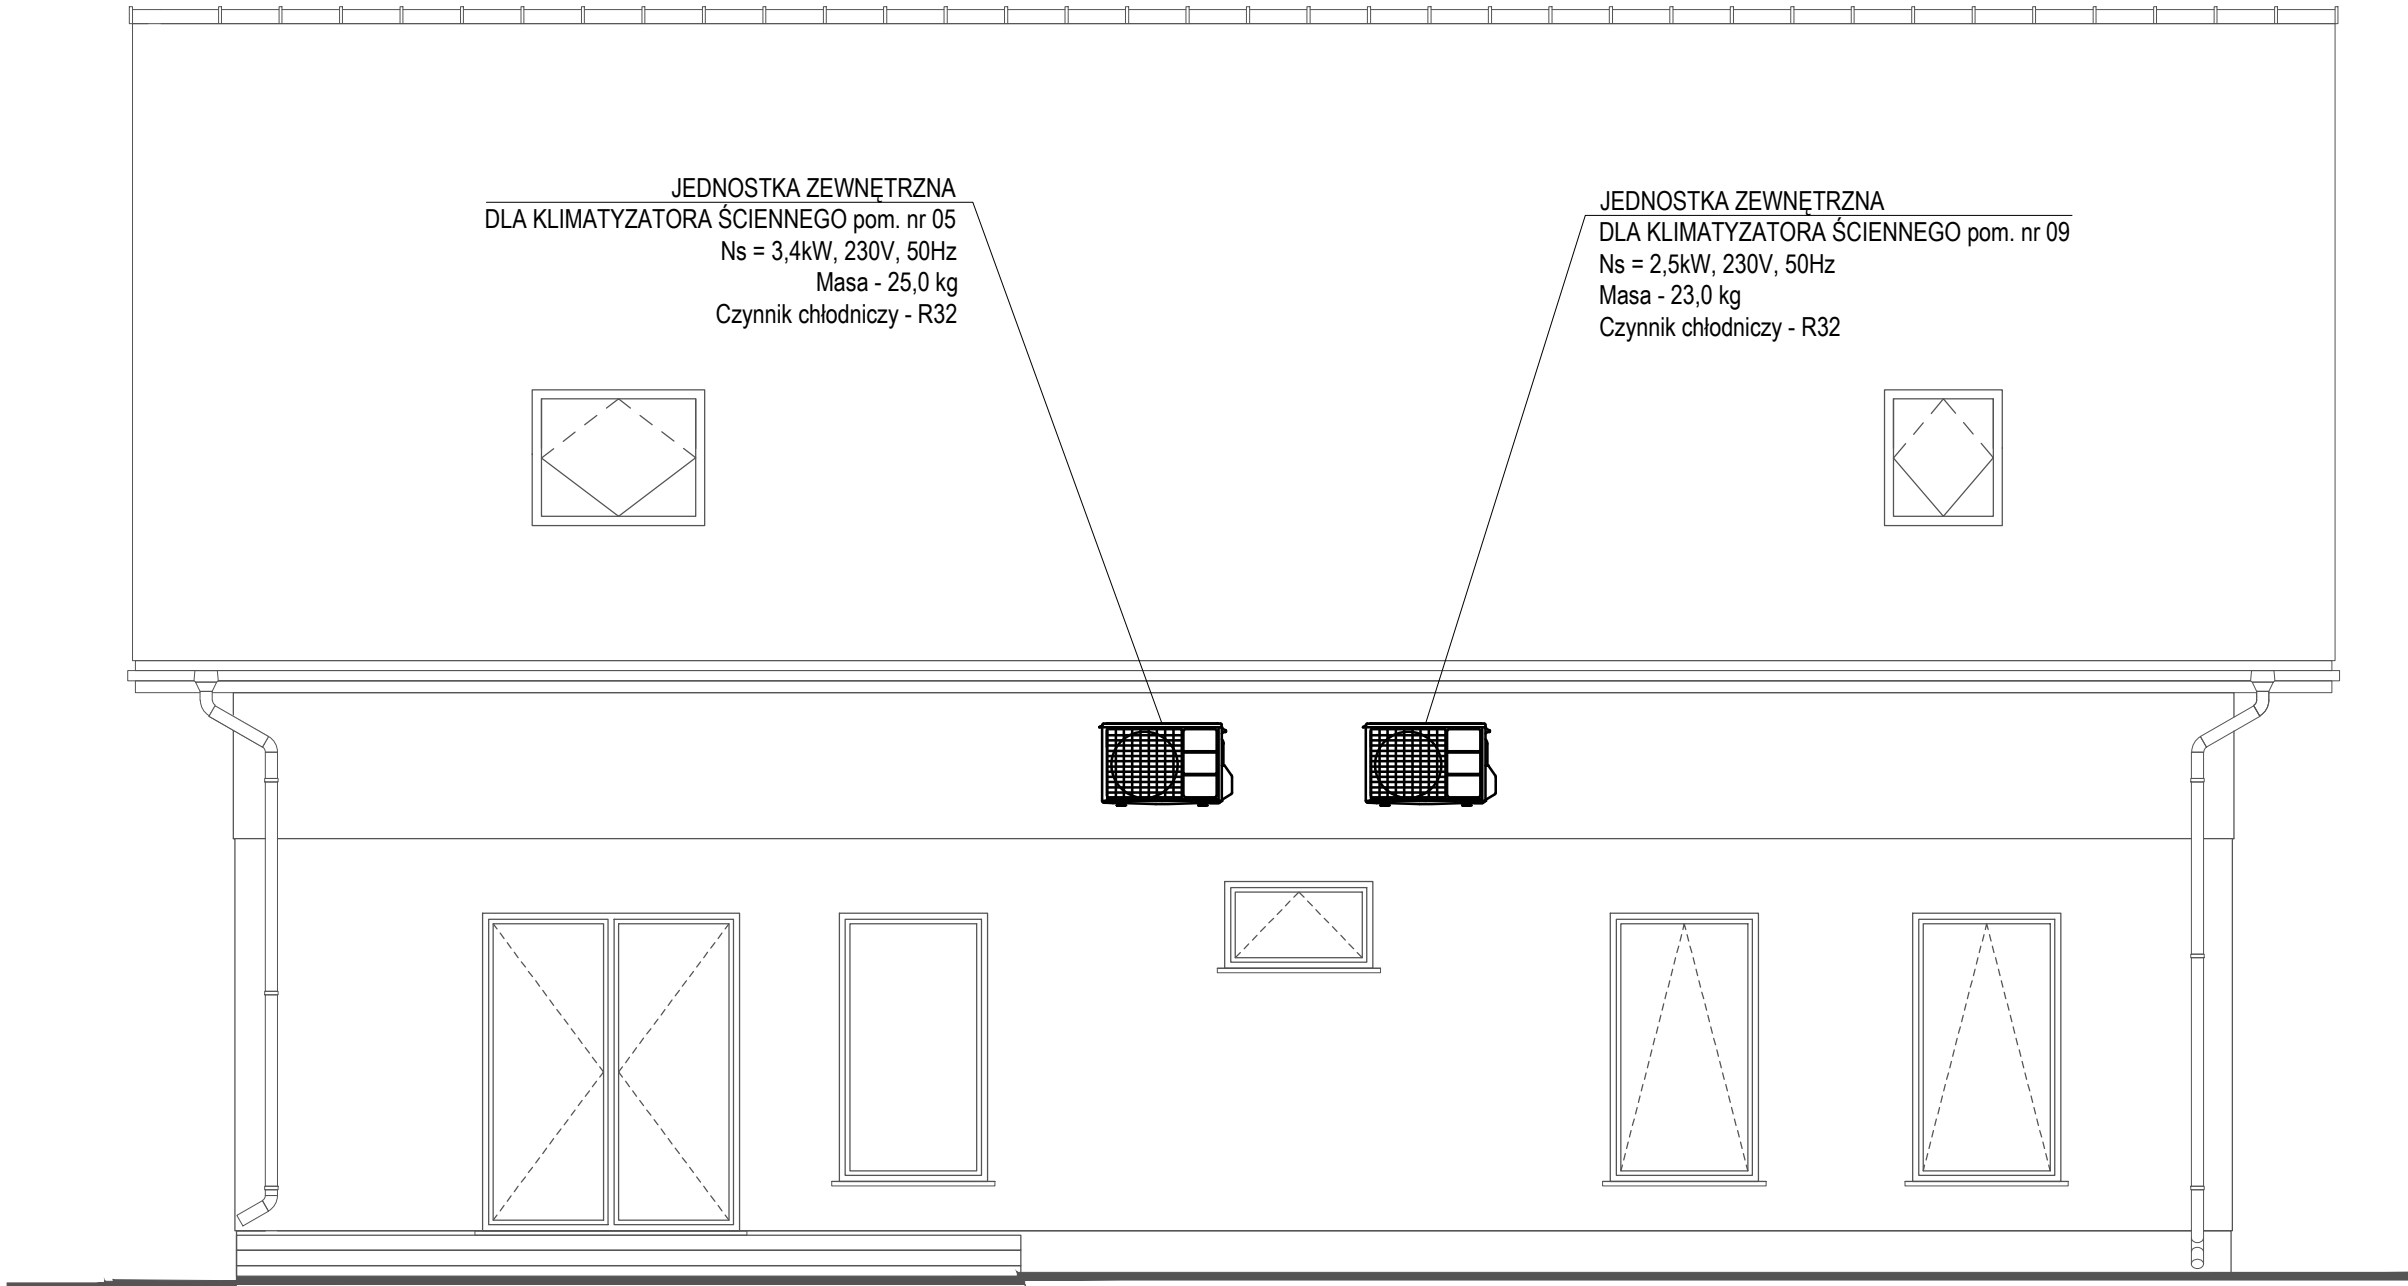 JEDNOSTKA ZEWNĘTRZNA
DLA KLIMATYZATORA ŚCIENNEGO pom. nr 05
Ns = 3,4kW, 230V, 50Hz
Masa - 25,0 kg
Czynnik chłodniczy - R32
JEDNOSTKA ZEWNĘTRZNA
DLA KLIMATYZATORA ŚCIENNEGO pom. nr 09
Ns = 2,5kW, 230V, 50Hz
Masa - 23,0 kg
Czynnik chłodniczy - R32